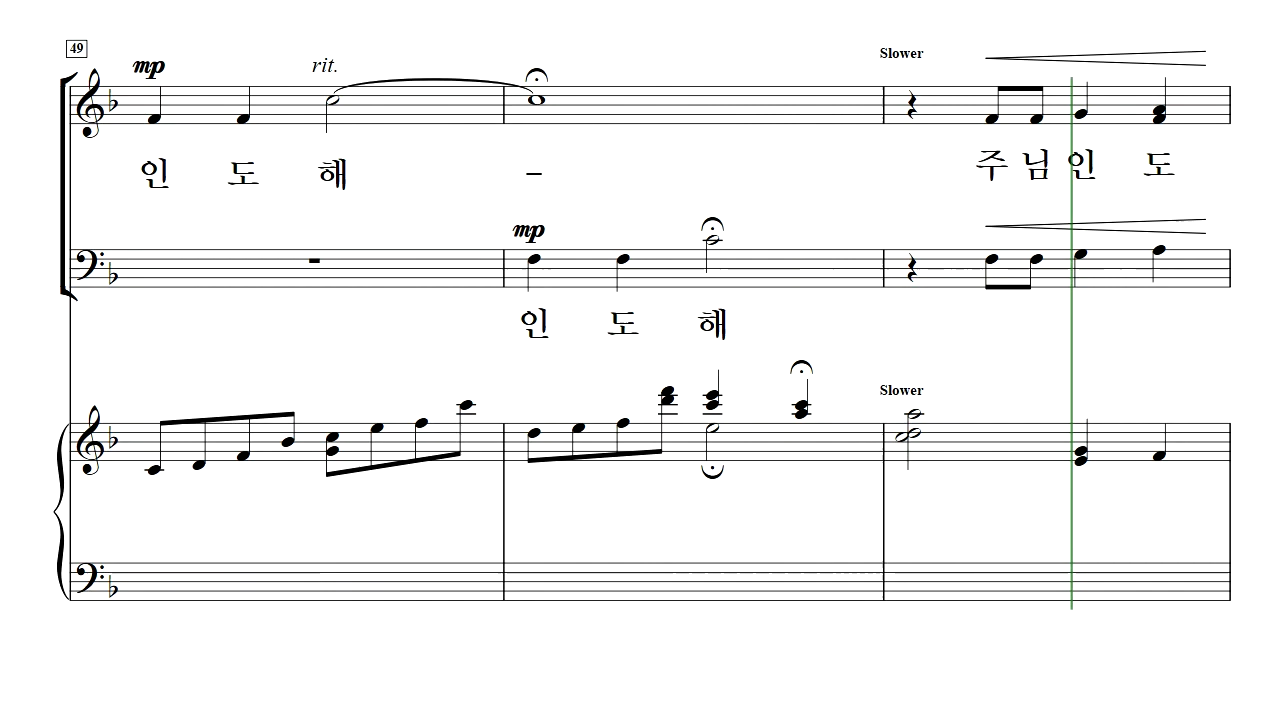 49
mp rit. Slower
인 도 해 - 주 님 인 도
mp
인 도 해
Slower